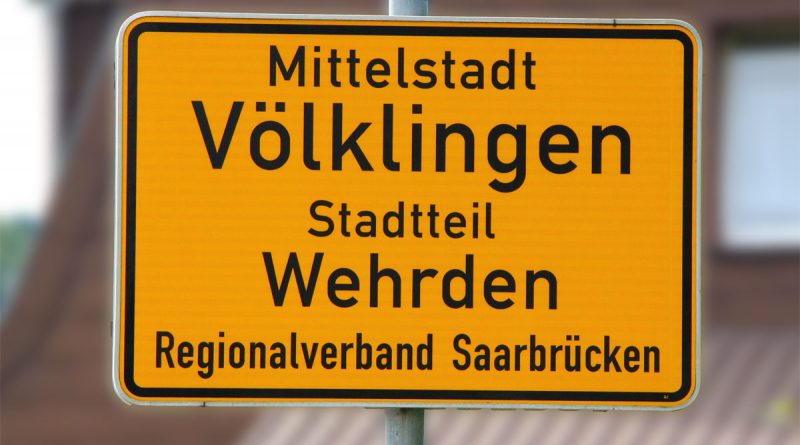 Mittelstadt
Völklingen
Stadtteil
Wehrden
Regionalverband Saarbrücken